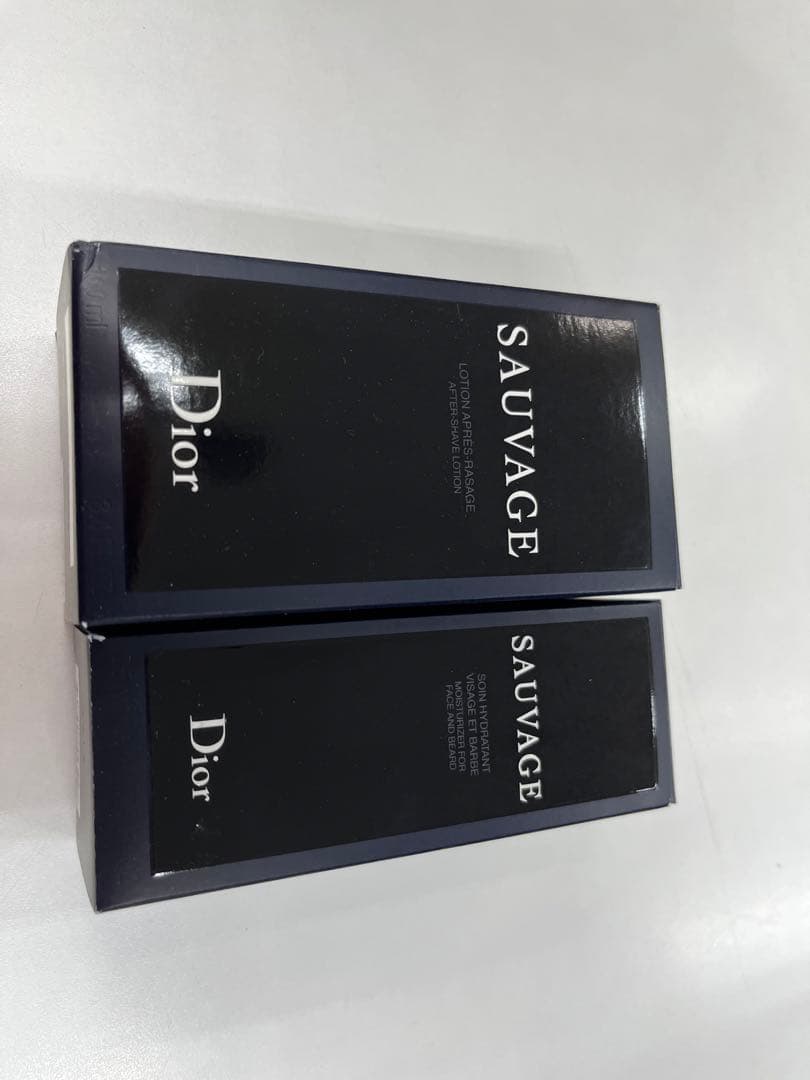 SAUVAGE
LOTION APRÈS-RASAGE
AFTER-SHAVE LOTION
Dior
SAUVAGE
SOIN HYDRATANT
VISAGE ET BARBE
MOISTURIZER FOR
FACE AND BEARD
Dior